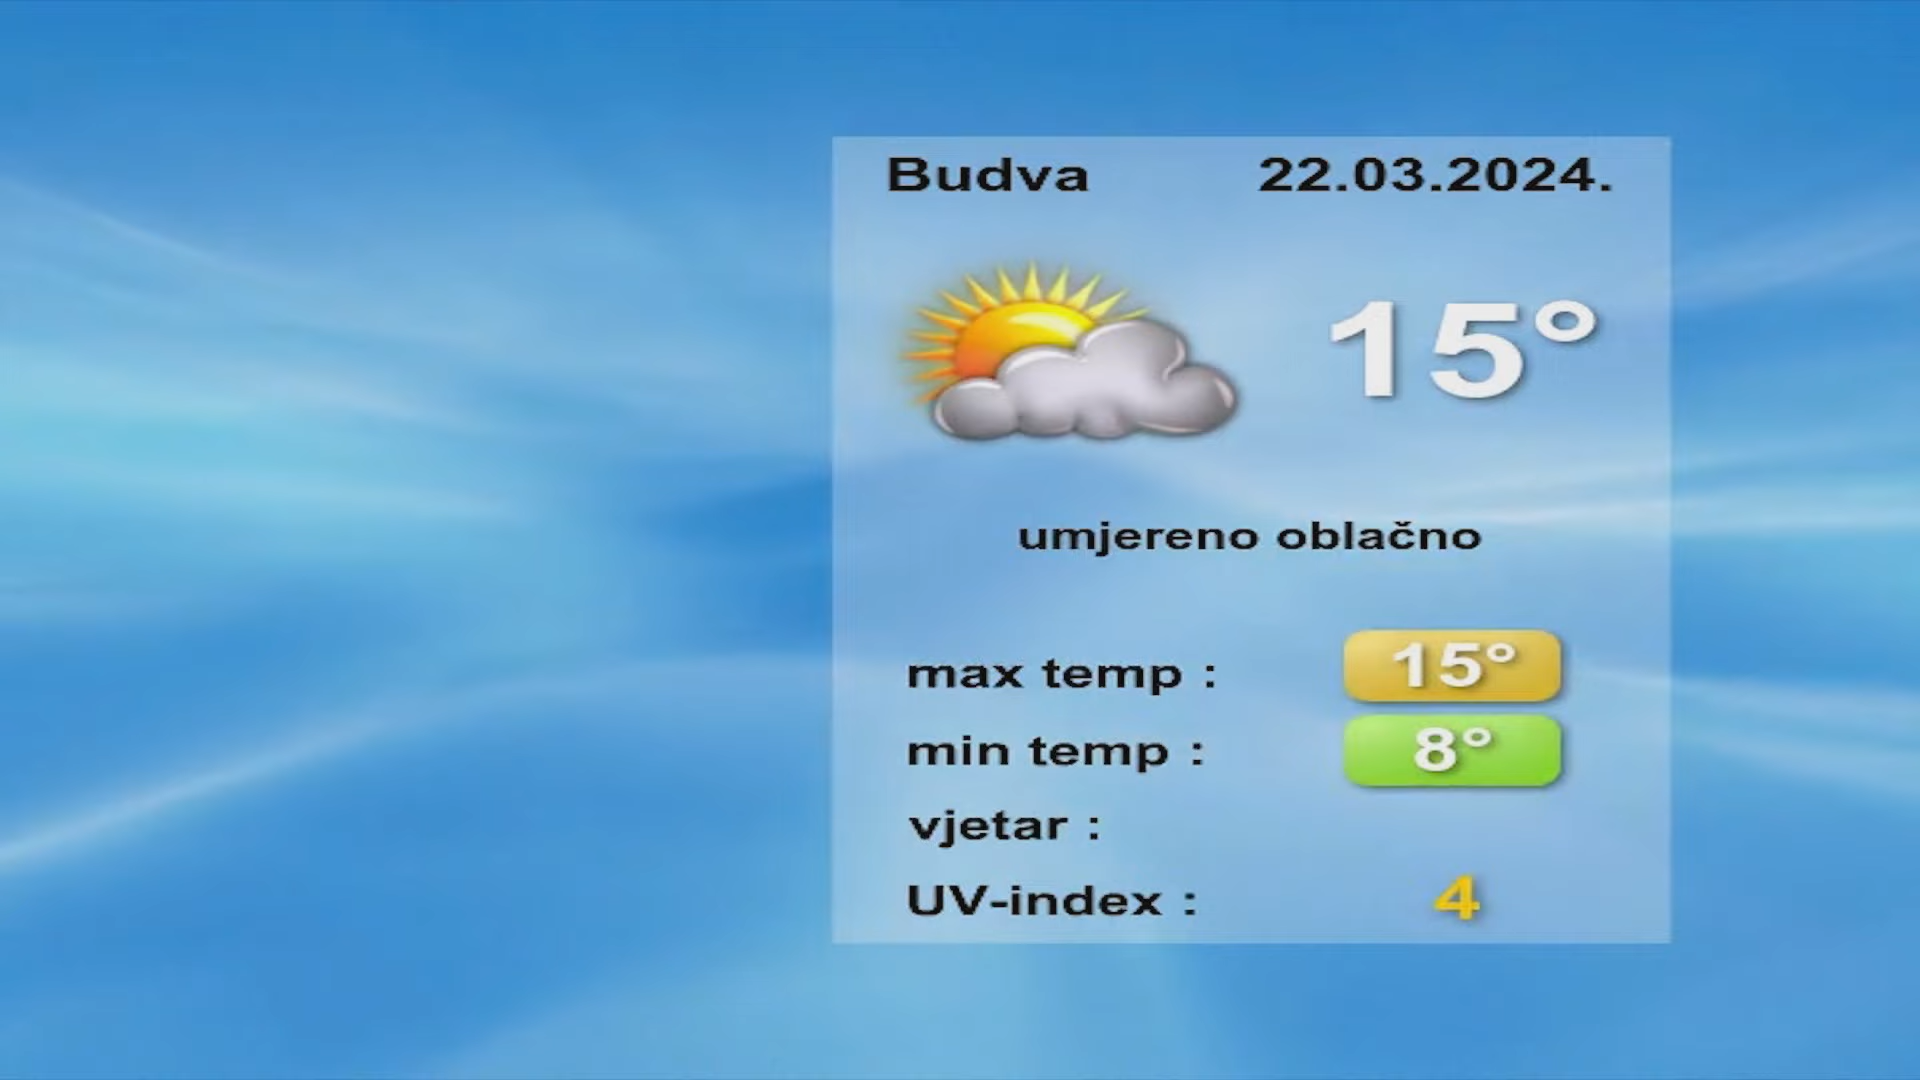 Budva 22.03.2024.
15°
umjereno oblačno
max temp : 15°
min temp : 8°
vjetar :
UV-index : 4